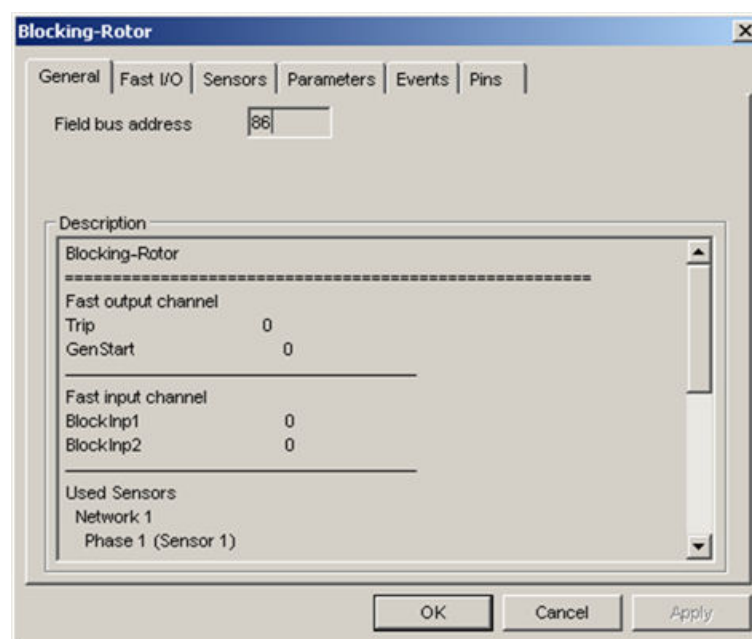 Blocking-Rotor
General Fast I/O Sensors Parameters Events Pins
Field bus address 86
Description
Blocking-Rotor
=======================================================
Fast output channel
Trip 0
GenStart 0
Fast input channel
BlockInp1 0
BlockInp2 0
Used Sensors
Network 1
Phase 1 (Sensor 1)
OK Cancel Apply